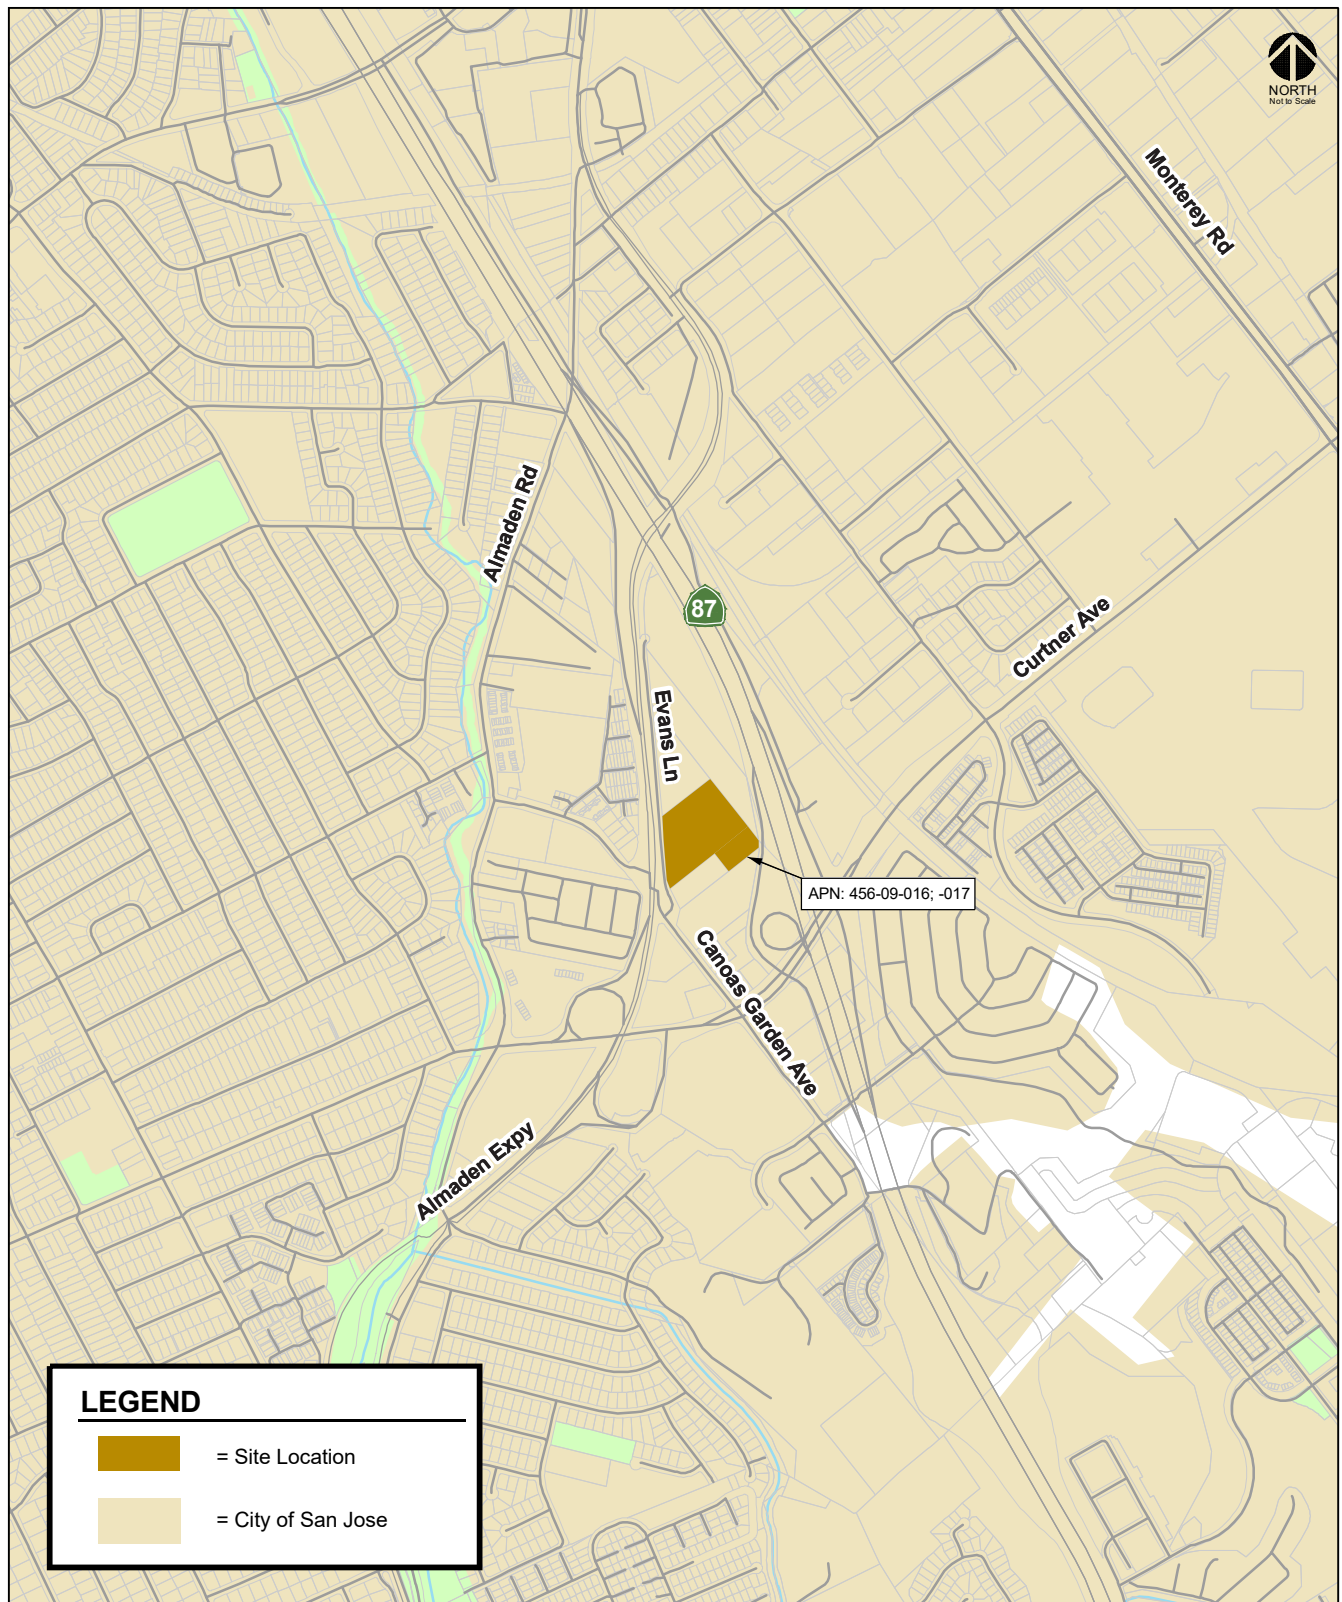 NORTH
Not to Scale
Monterey Rd
Almaden Rd
87
Curtner Ave
Evans Ln
APN: 456-09-016; -017
Canoas Garden Ave
Almaden Expy
LEGEND
= Site Location
= City of San Jose